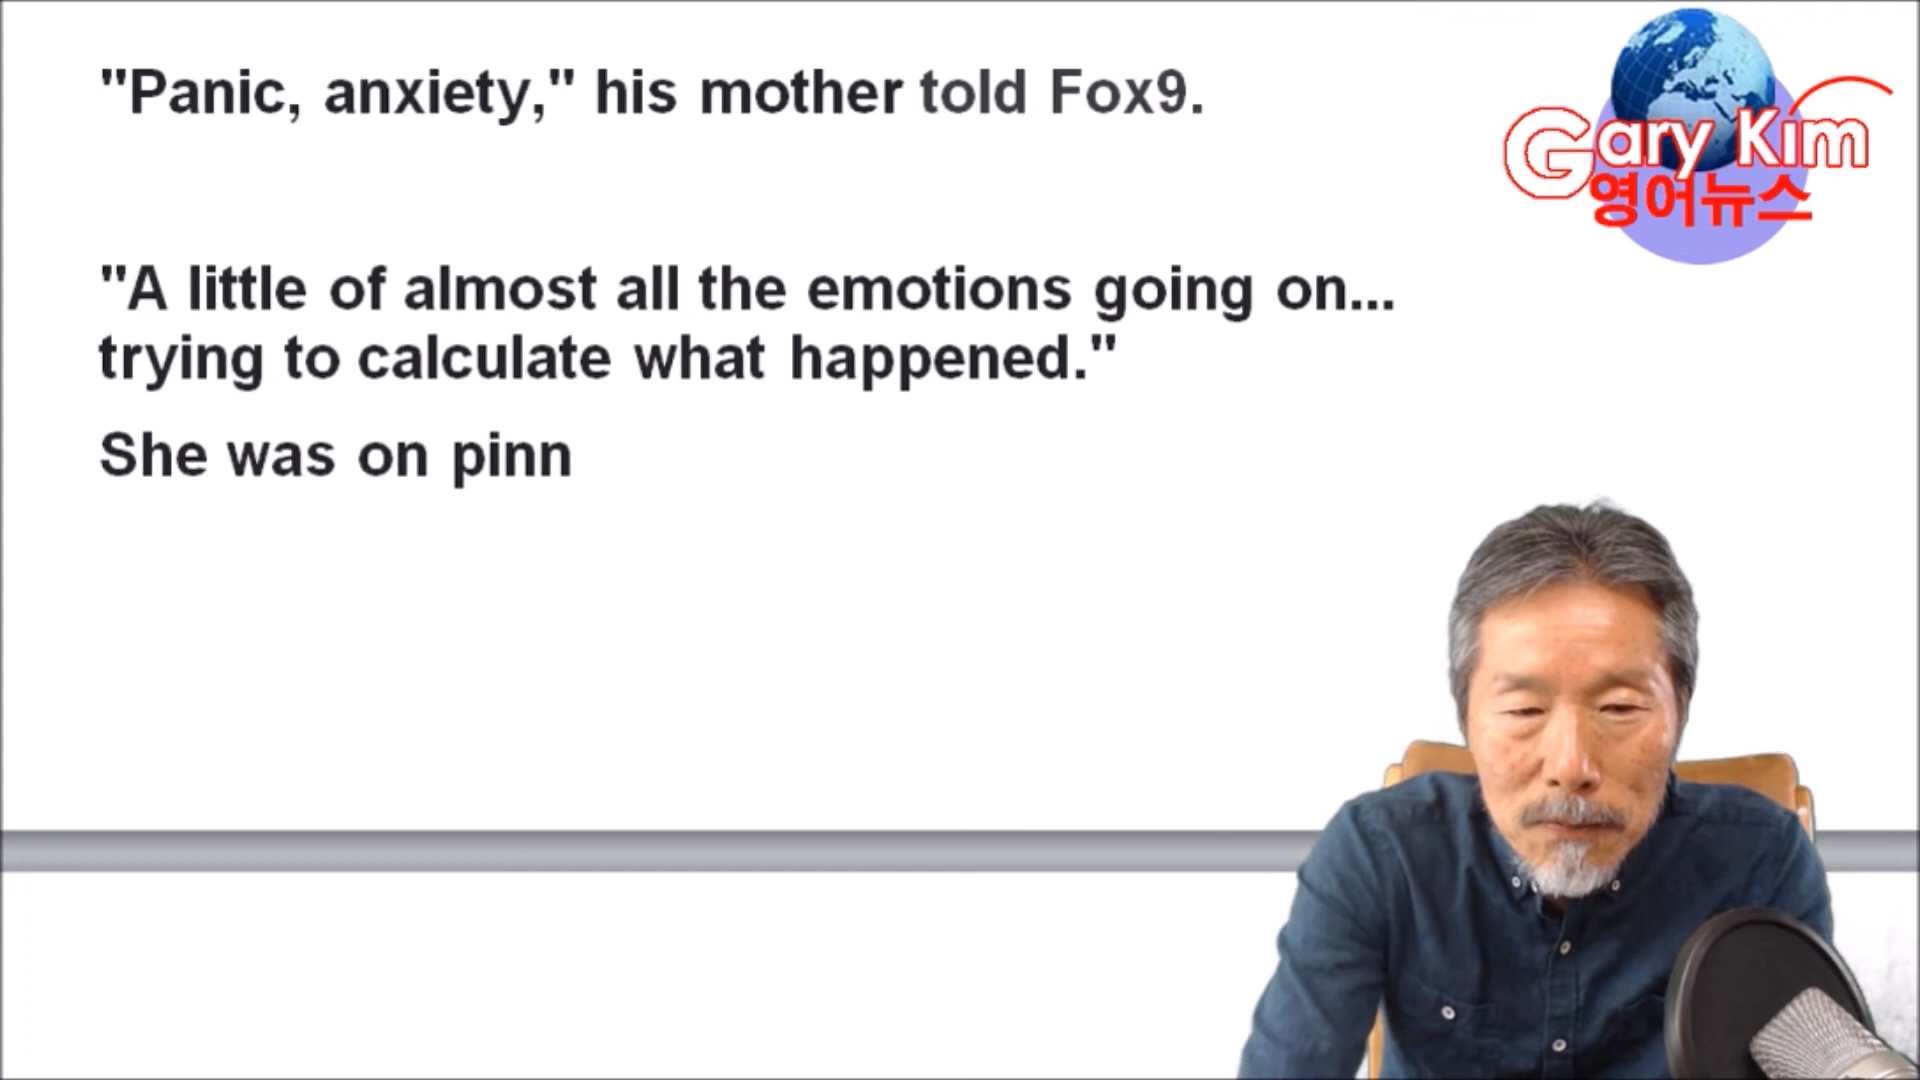 "Panic, anxiety," his mother told Fox9.
Gary Kim
영어뉴스
"A little of almost all the emotions going on...
trying to calculate what happened."
She was on pinn